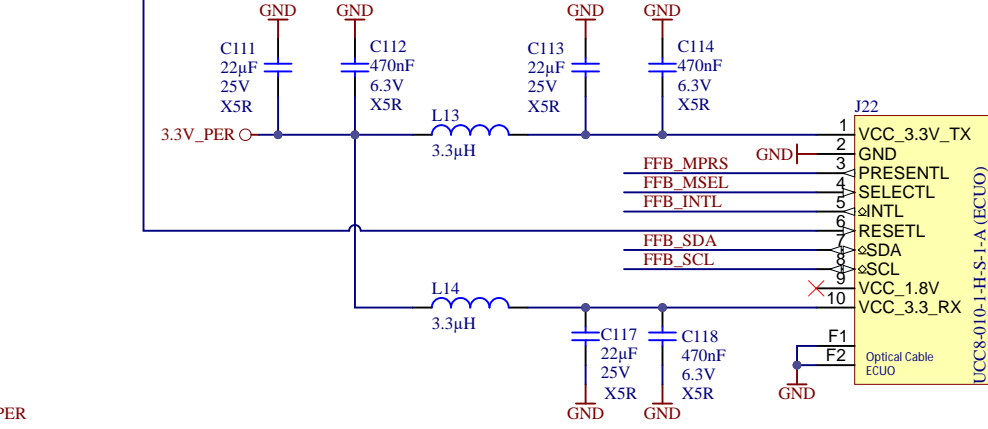 GND GND GND GND
C111
22µF
25V
X5R
C112
470nF
6.3V
X5R
C113
22µF
25V
X5R
C114
470nF
6.3V
X5R
3.3V_PER
L13
3.3µH
J22
1 VCC_3.3V_TX
GND 2 GND
FFB_MPRS 3 PRESENTL
FFB_MSEL 4 SELECTL
FFB_INTL 5 INTL
6 RESETL
FFB_SDA 7 SDA
FFB_SCL 8 SCL
9 VCC_1.8V
10 VCC_3.3_RX
L14
3.3µH
C117
22µF
25V
X5R
C118
470nF
6.3V
X5R
F1
F2
Optical Cable
ECUO
UCC8-010-1-H-S-1-A (ECUO)
GND GND GND
PER